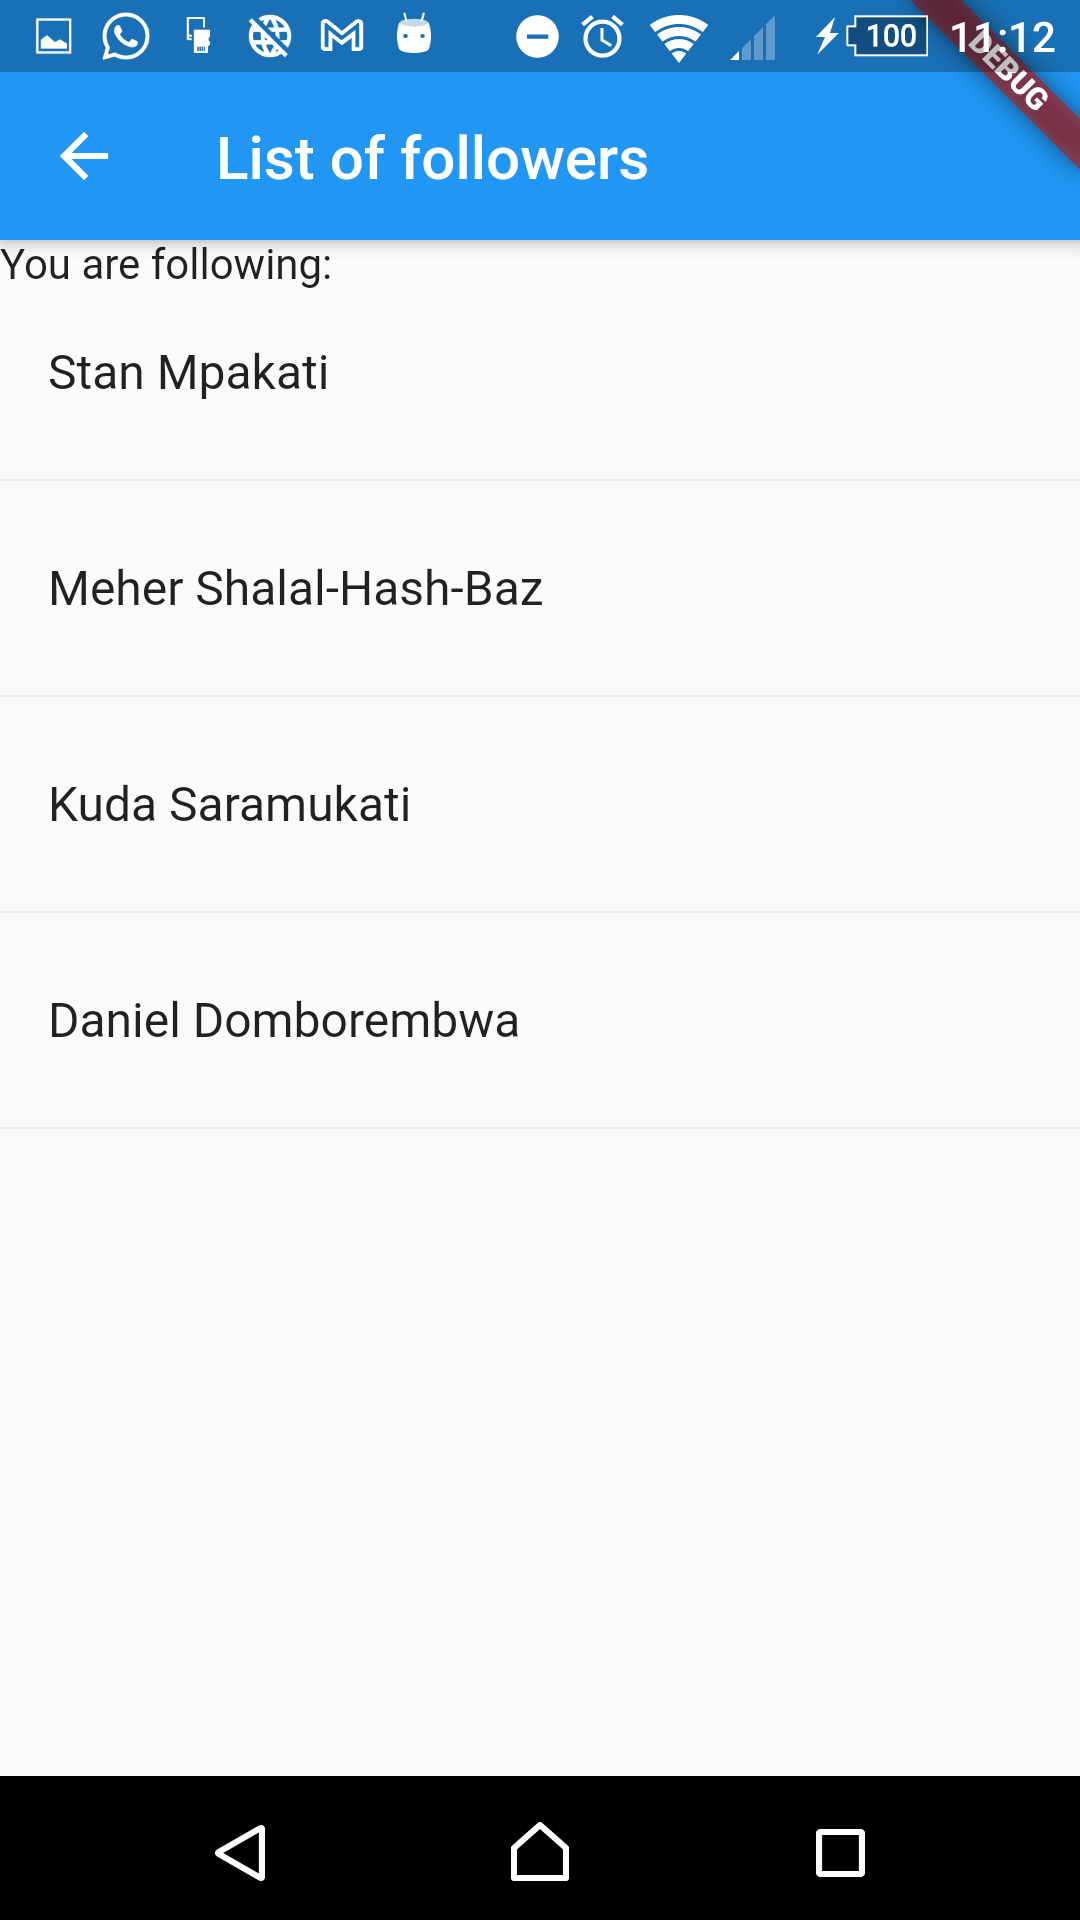 100 11:12
DEBUG
List of followers
You are following:
Stan Mpakati
Meher Shalal-Hash-Baz
Kuda Saramukati
Daniel Domborembwa